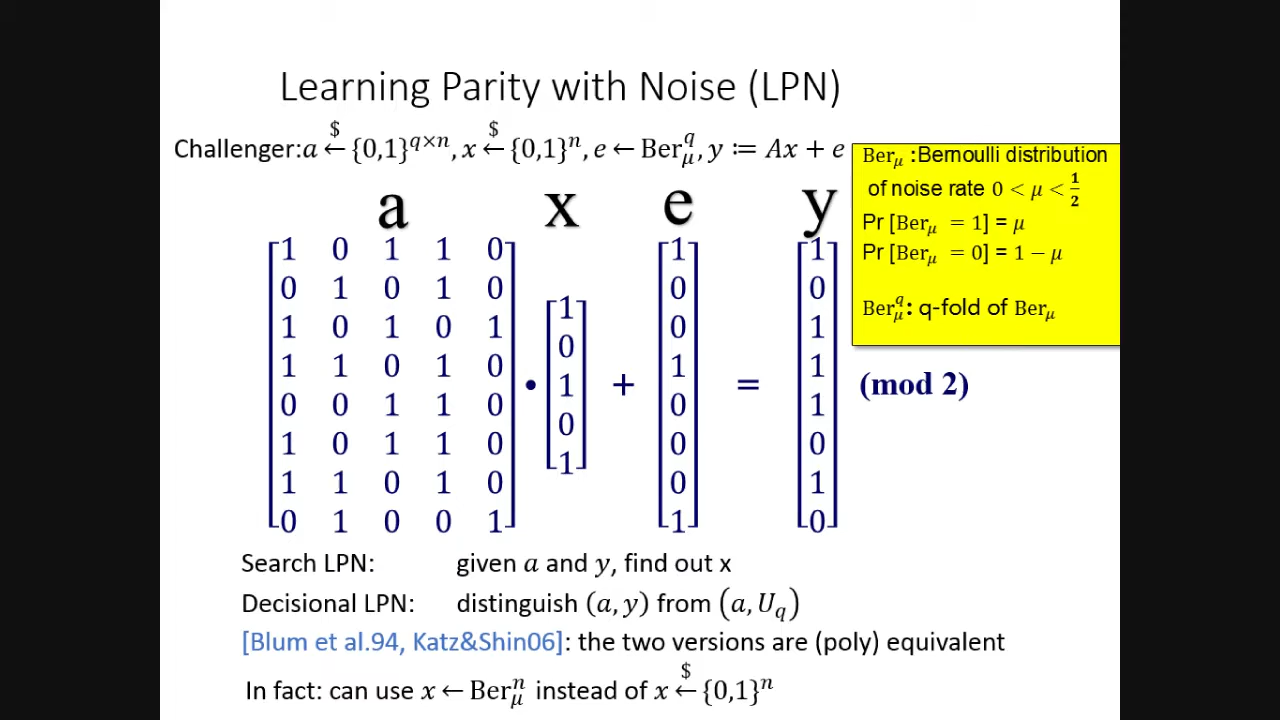 Learning Parity with Noise (LPN)
Challenger:a $← {0,1}^{q×n}, x $← {0,1}^n, e ← Ber_μ^q, y ≔ Ax + e
Ber_μ :Bernoulli distribution
of noise rate 0 < μ < 1/2
Pr [Ber_μ = 1] = μ
Pr [Ber_μ = 0] = 1 − μ
Ber_μ^q: q-fold of Ber_μ
a x e y
1 0 1 1 0 1 1
0 1 0 1 0 0 0
1 0 1 0 1 1 0 1
1 1 0 1 0 0 1 1
0 0 1 1 0 • 1 + 0 = 1 (mod 2)
1 0 1 1 0 0 0 0
1 1 0 1 0 1 0 1
0 1 0 0 1 1 0
Search LPN: given a and y, find out x
Decisional LPN: distinguish (a, y) from (a, U_q)
[Blum et al.94, Katz&Shin06]: the two versions are (poly) equivalent
In fact: can use x ← Ber_μ^n instead of x $← {0,1}^n